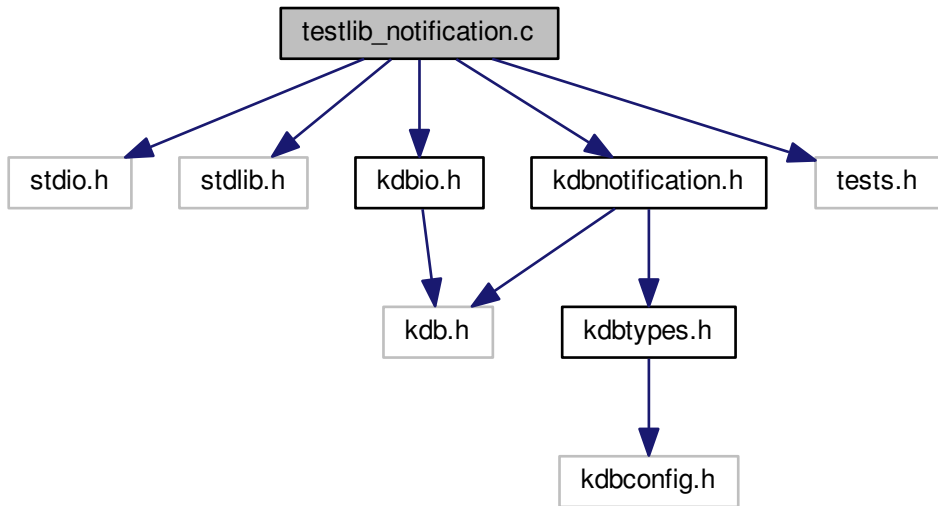 testlib_notification.c
stdio.h
stdlib.h
kdbio.h
kdbnotification.h
tests.h
kdb.h
kdbtypes.h
kdbconfig.h